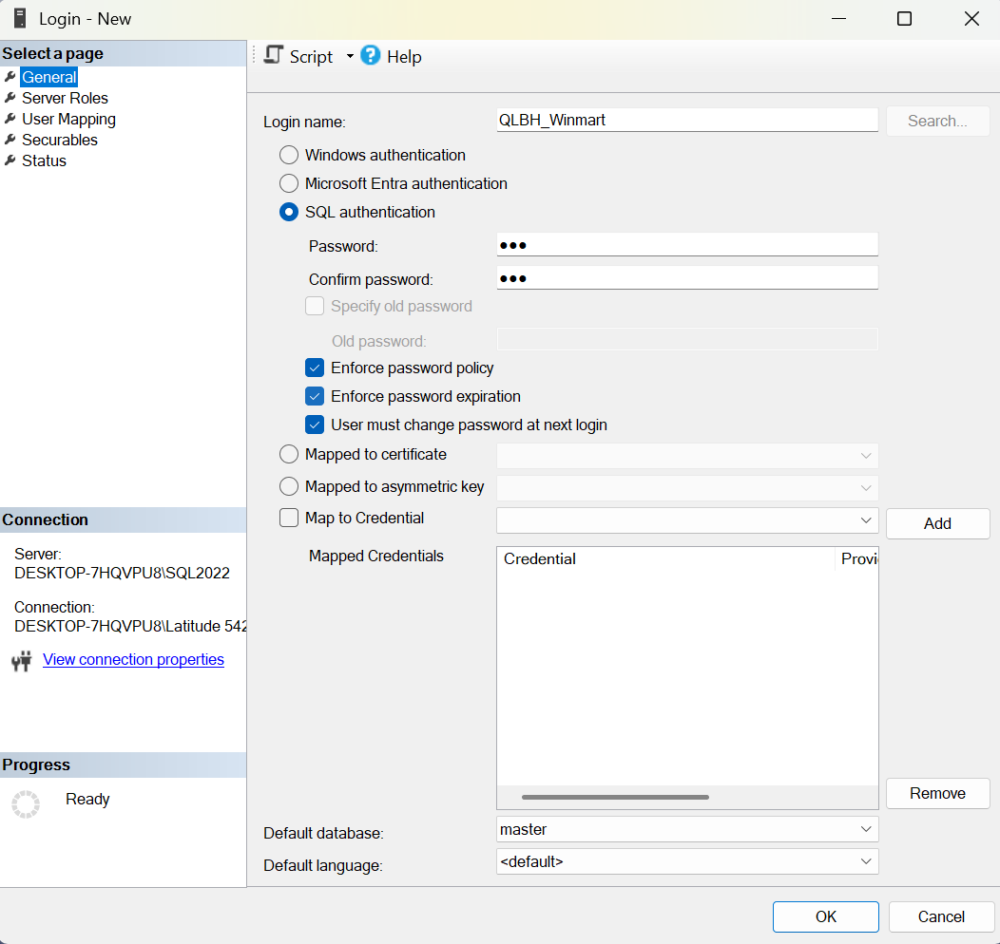 Login - New
Select a page
General
Server Roles
User Mapping
Securables
Status
Script
Help
Login name:
QLBH_Winmart
Search...
Windows authentication
Microsoft Entra authentication
SQL authentication
Password:
●●●
Confirm password:
●●●
Specify old password
Old password:
Enforce password policy
Enforce password expiration
User must change password at next login
Mapped to certificate
Mapped to asymmetric key
Map to Credential
Add
Mapped Credentials
Credential
Provi
Remove
Default database:
master
Default language:
<default>
Connection
Server:
DESKTOP-7HQVPU8\SQL2022
Connection:
DESKTOP-7HQVPU8\Latitude 542
View connection properties
Progress
Ready
OK
Cancel